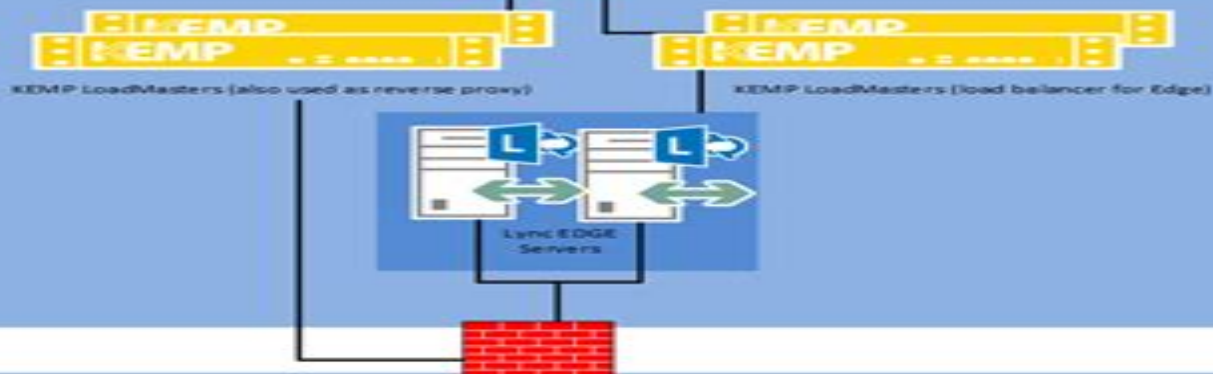 KEMP
KEMP
KEMP
KEMP
KEMP LoadMasters (also used as reverse proxy)
KEMP LoadMasters (load balancer for Edge)
L
L
Lync EDGE
Servers